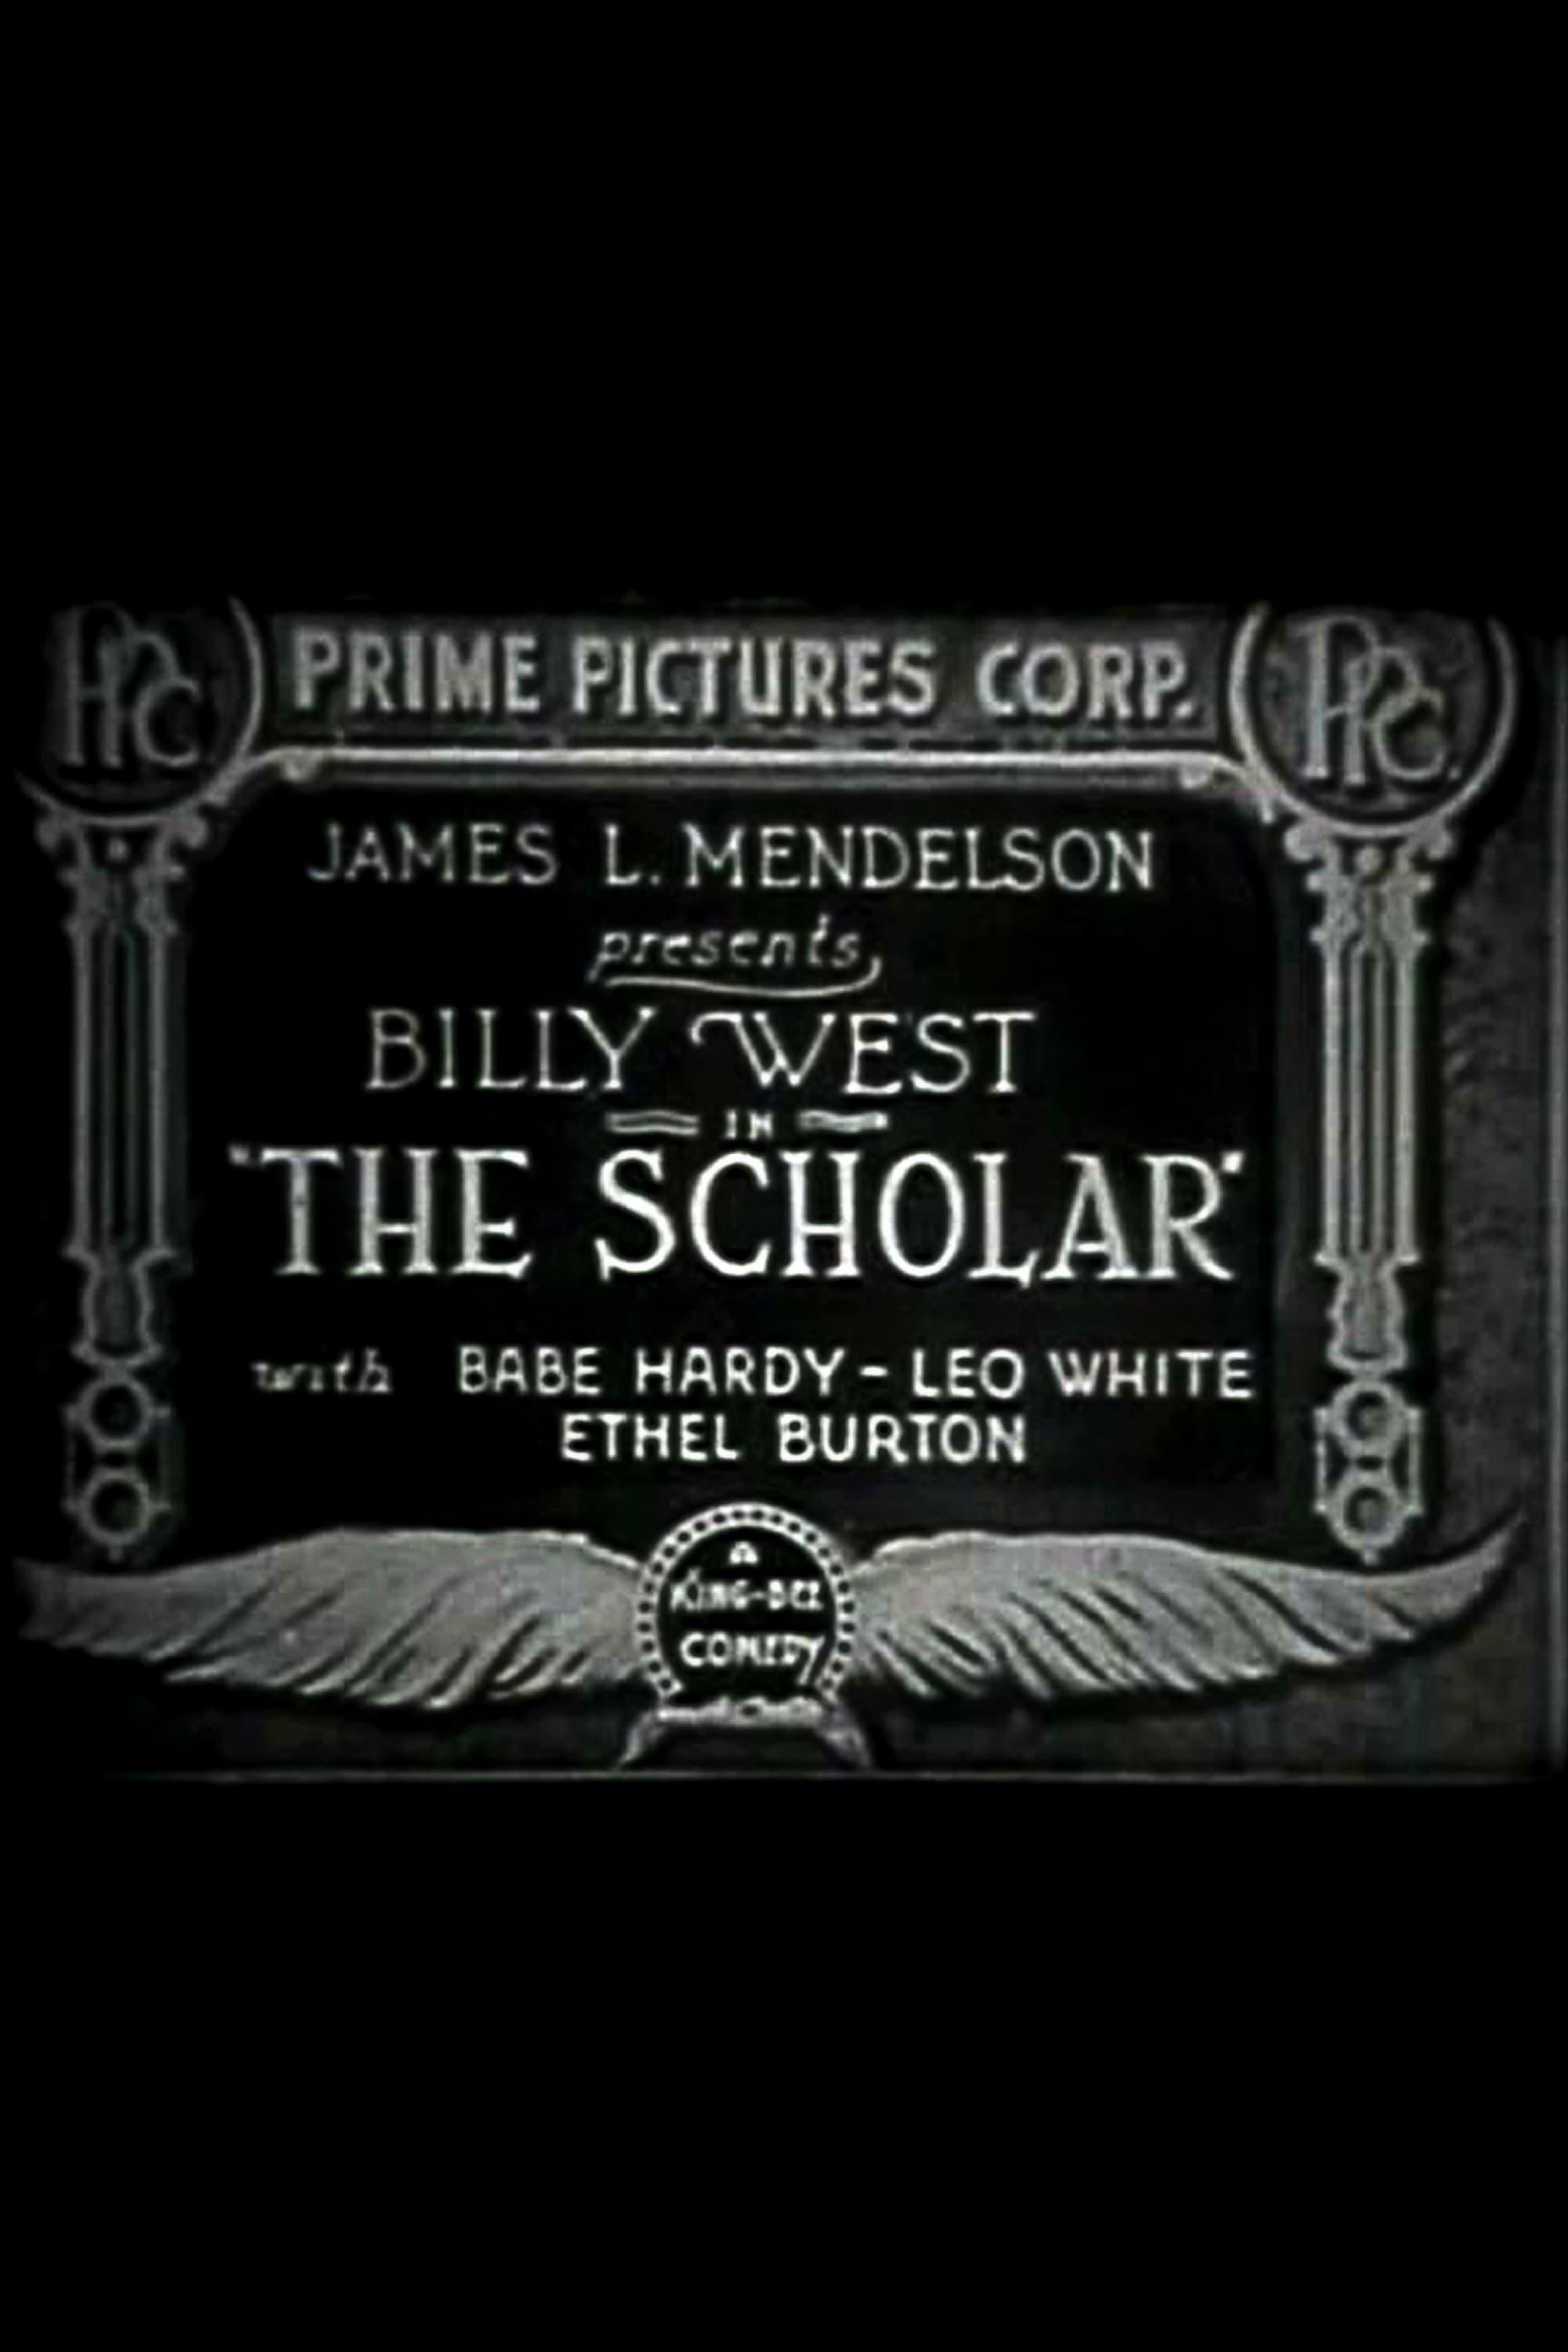 PPC PRIME PICTURES CORP. PPC.
JAMES L. MENDELSON
presents
BILLY WEST
IN
"THE SCHOLAR"
with BABE HARDY - LEO WHITE
ETHEL BURTON
A
KING-BEE
COMEDY